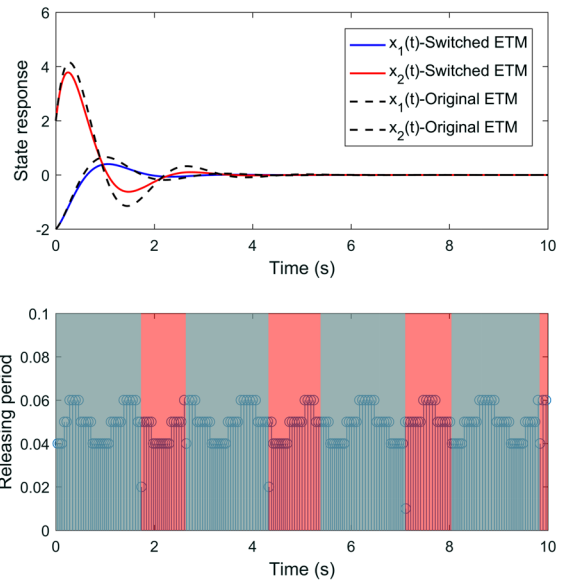 6
4
2
0
-2
State response
x1(t)-Switched ETM
x2(t)-Switched ETM
x1(t)-Original ETM
x2(t)-Original ETM
0 2 4 6 8 10
Time (s)
0.1
0.08
0.06
0.04
0.02
0
Releasing period
0 2 4 6 8 10
Time (s)